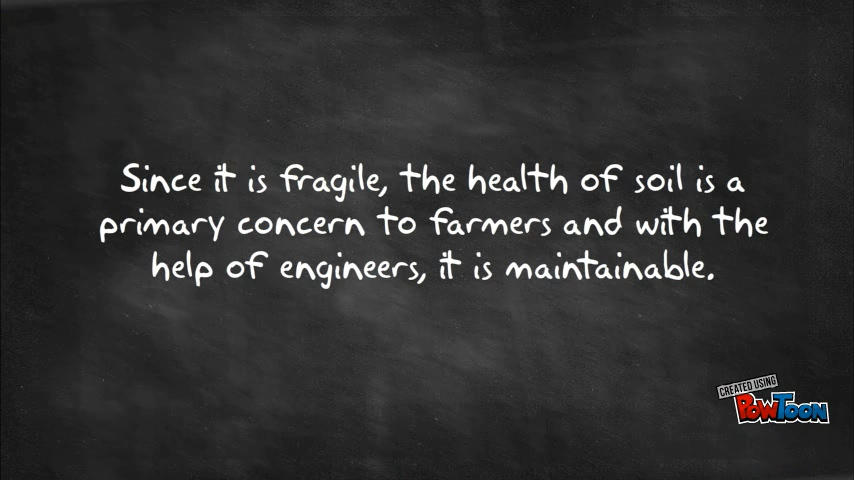 Since it is fragile, the health of soil is a
primary concern to farmers and with the
help of engineers, it is maintainable.
CREATED USING
POWTOON